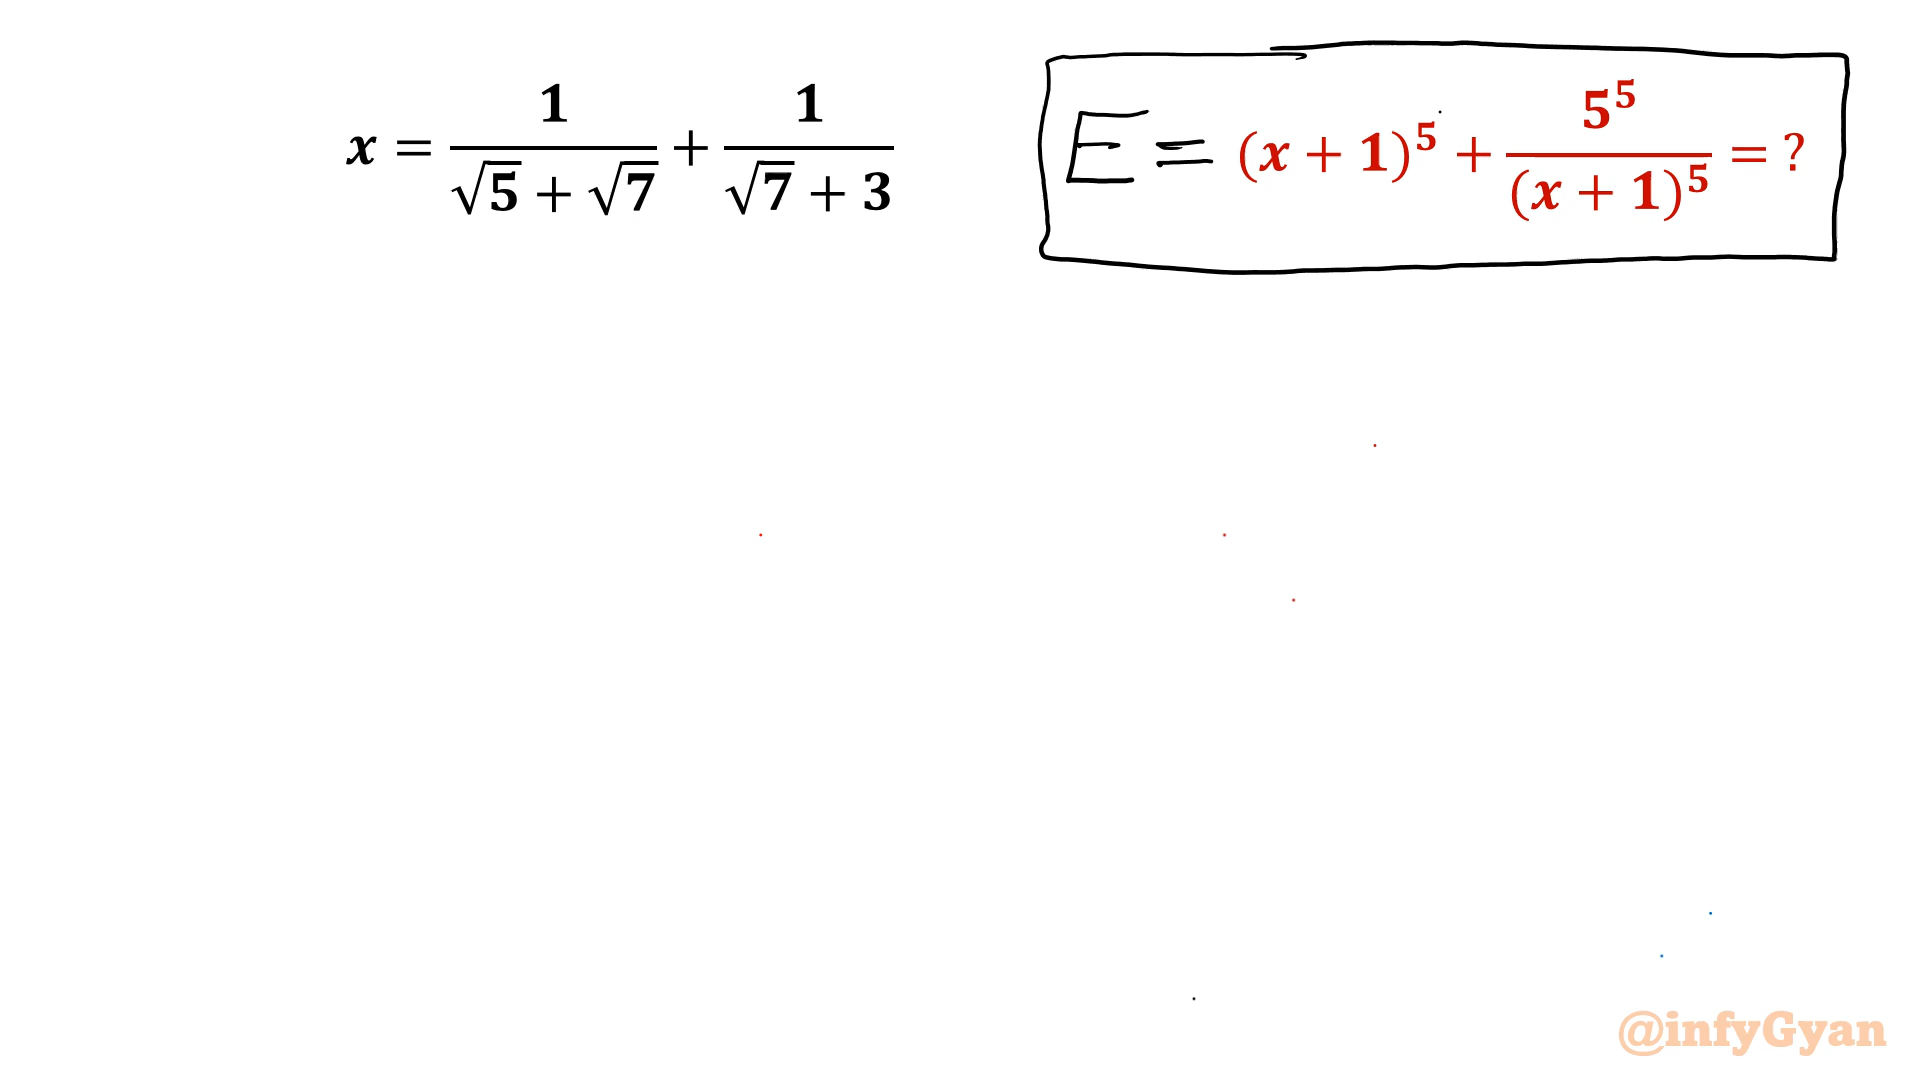 x = 1/(√5 + √7) + 1/(√7 + 3)
E = (x + 1)^5 + 5^5/(x + 1)^5 = ?
@infyGyan